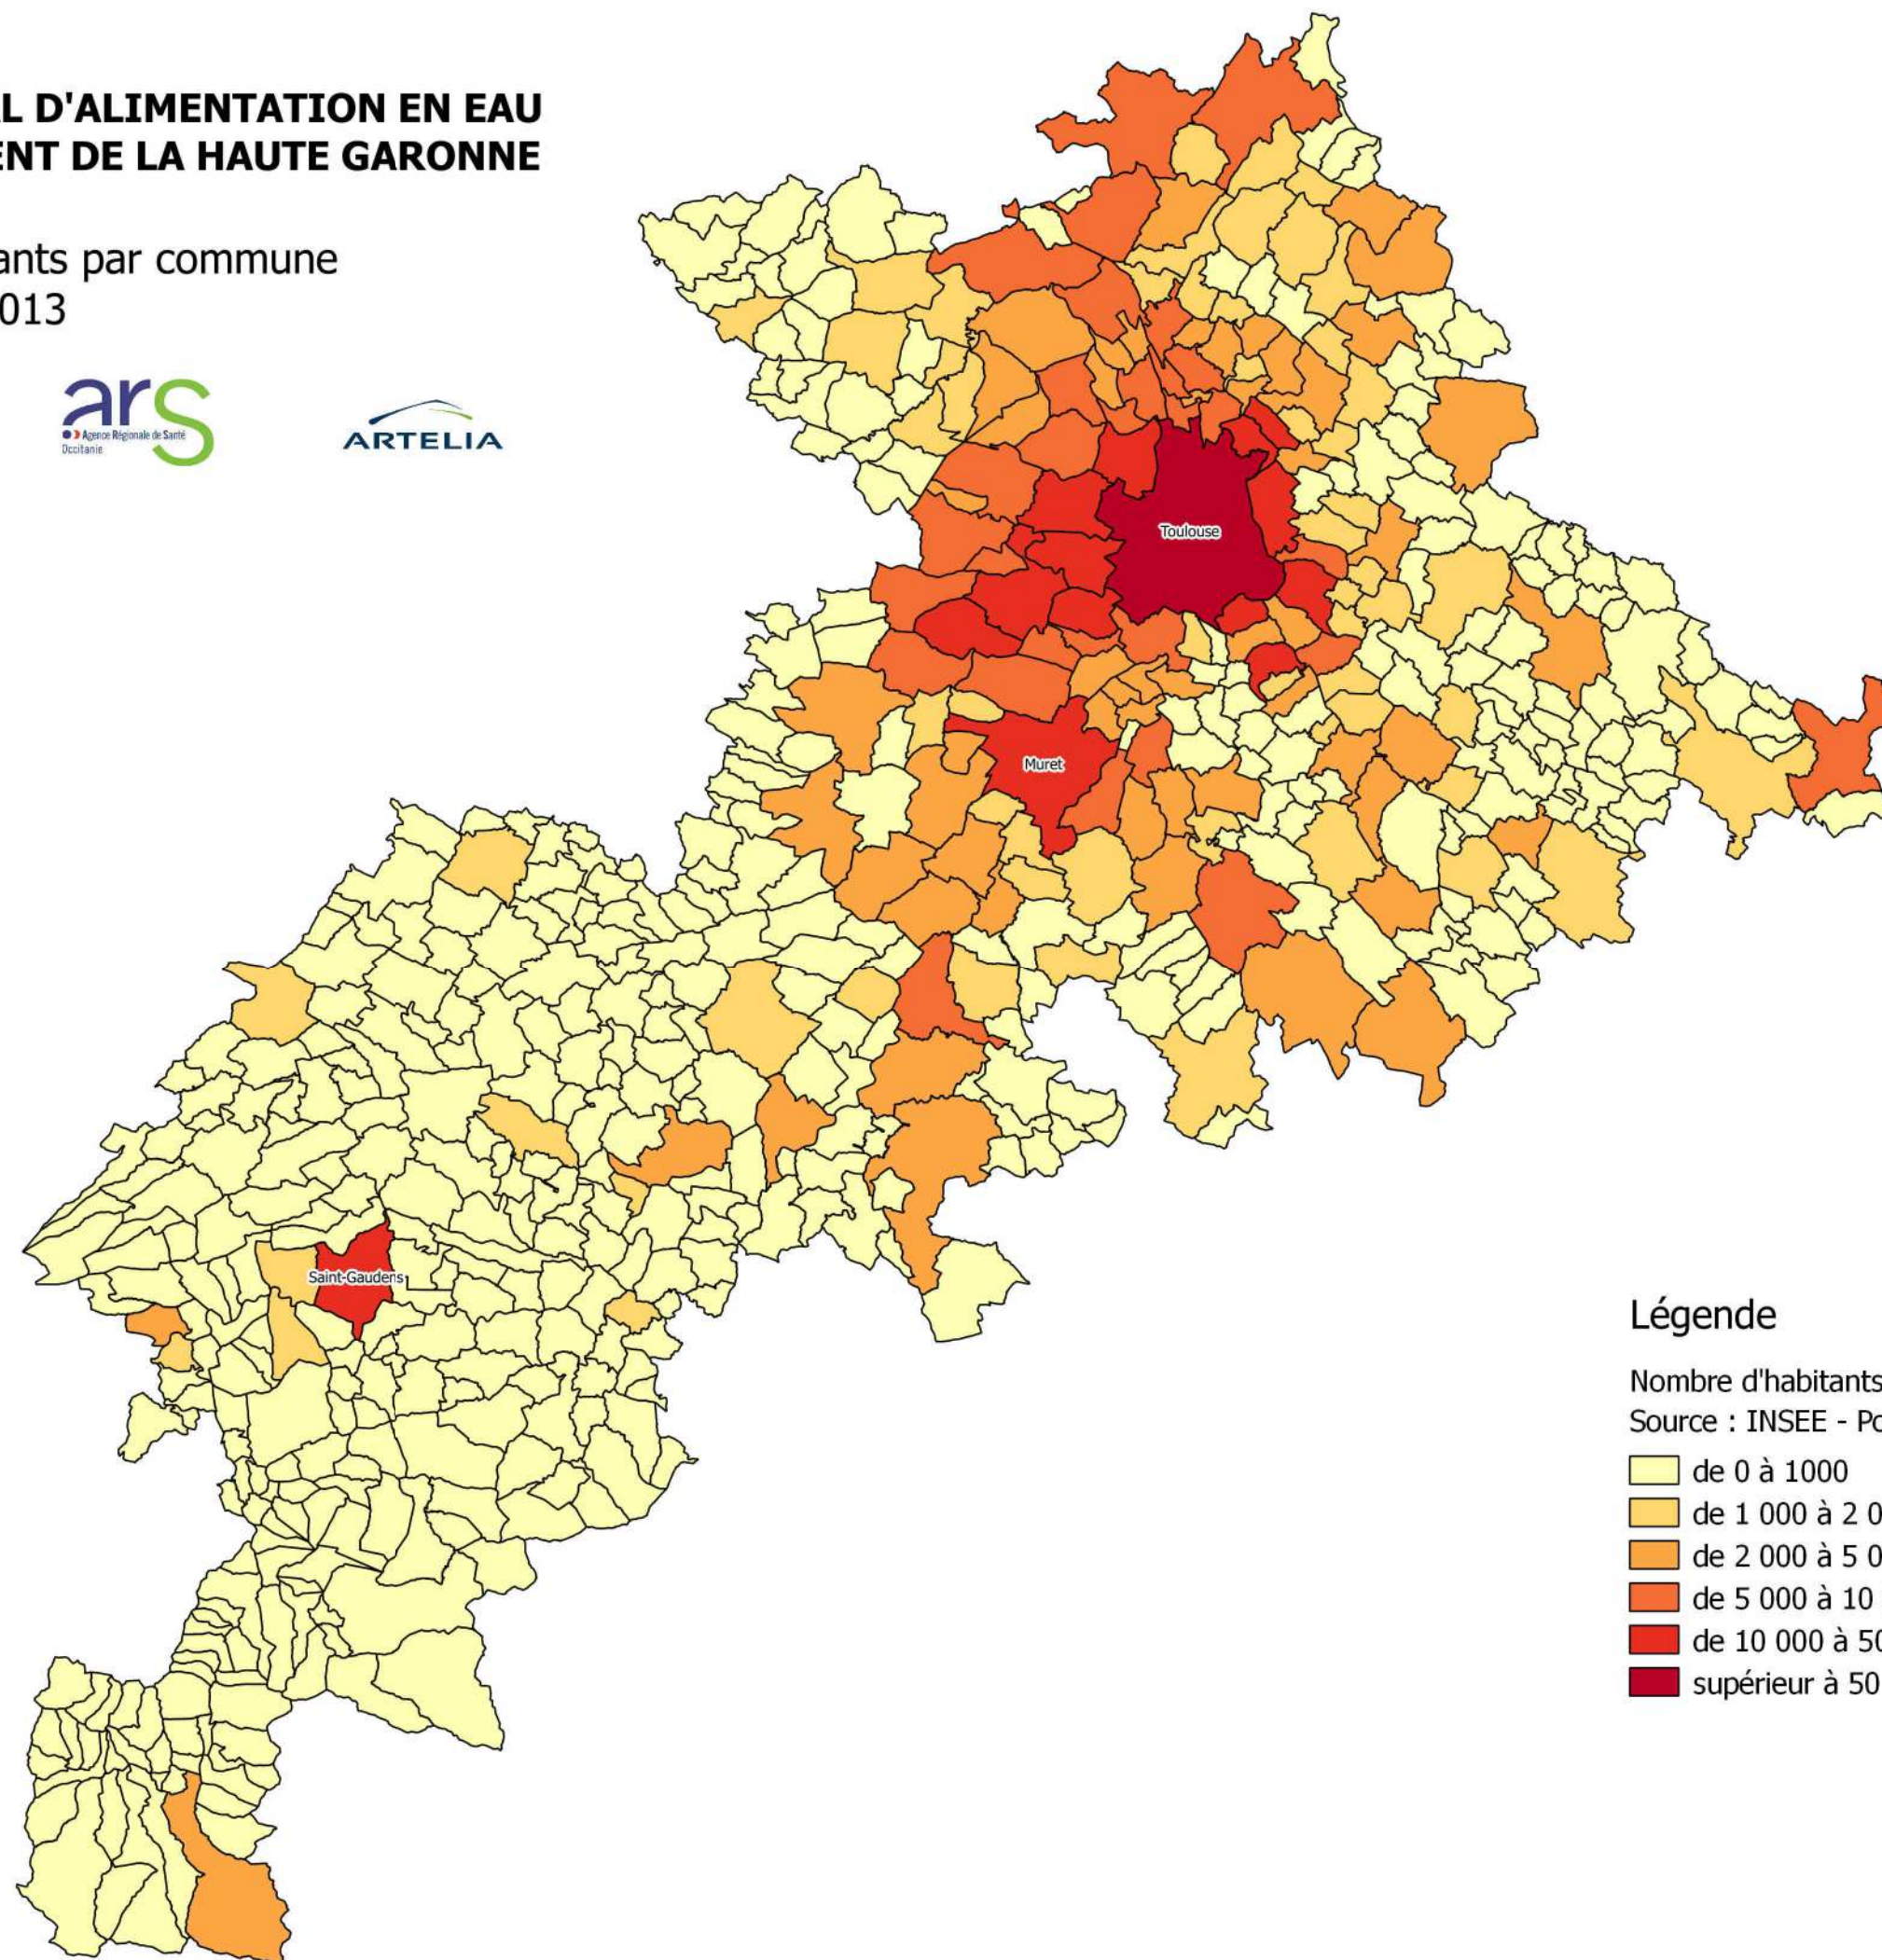 L D'ALIMENTATION EN EAU
ENT DE LA HAUTE GARONNE
ants par commune
013
ars
Agence Régionale de Santé
Occitanie
ARTELIA
Toulouse
Muret
Saint-Gaudens
Légende
Nombre d'habitants
Source : INSEE - Po
de 0 à 1000
de 1 000 à 2 0
de 2 000 à 5 0
de 5 000 à 10
de 10 000 à 50
supérieur à 50